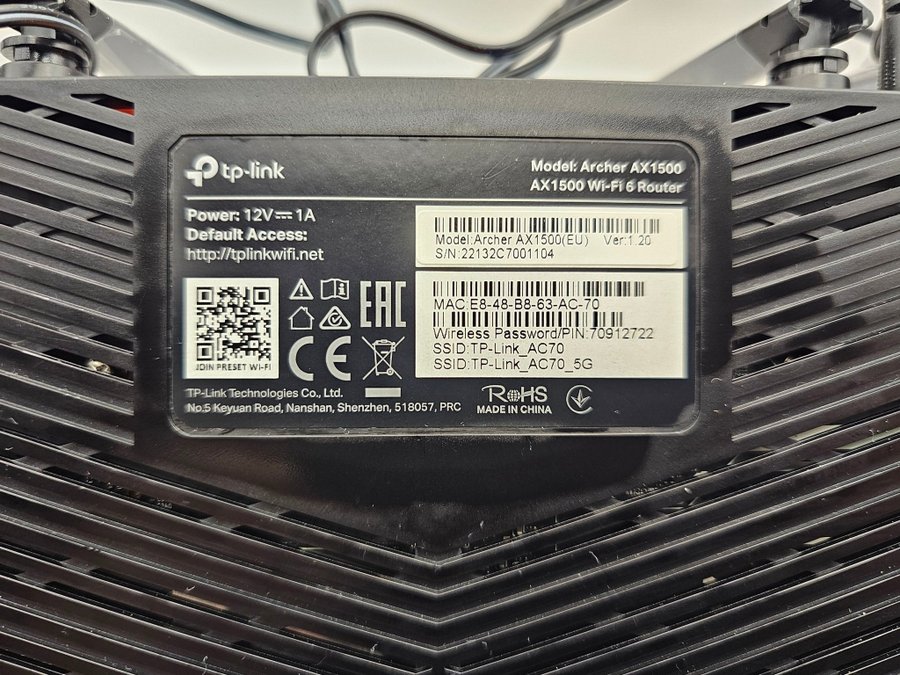 tp-link
Model: Archer AX1500
AX1500 Wi-Fi 6 Router
Power: 12V⎓1A
Default Access:
http://tplinkwifi.net
Model:Archer AX1500(EU) Ver:1.20
S/N:22132C7001104
MAC:E8-48-B8-63-AC-70
Wireless Password/PIN:70912722
SSID:TP-Link_AC70
SSID:TP-Link_AC70_5G
JOIN PRESET WI-FI
EAC
CE
TP-Link Technologies Co., Ltd.
No.5 Keyuan Road, Nanshan, Shenzhen, 518057, PRC
RoHS
MADE IN CHINA